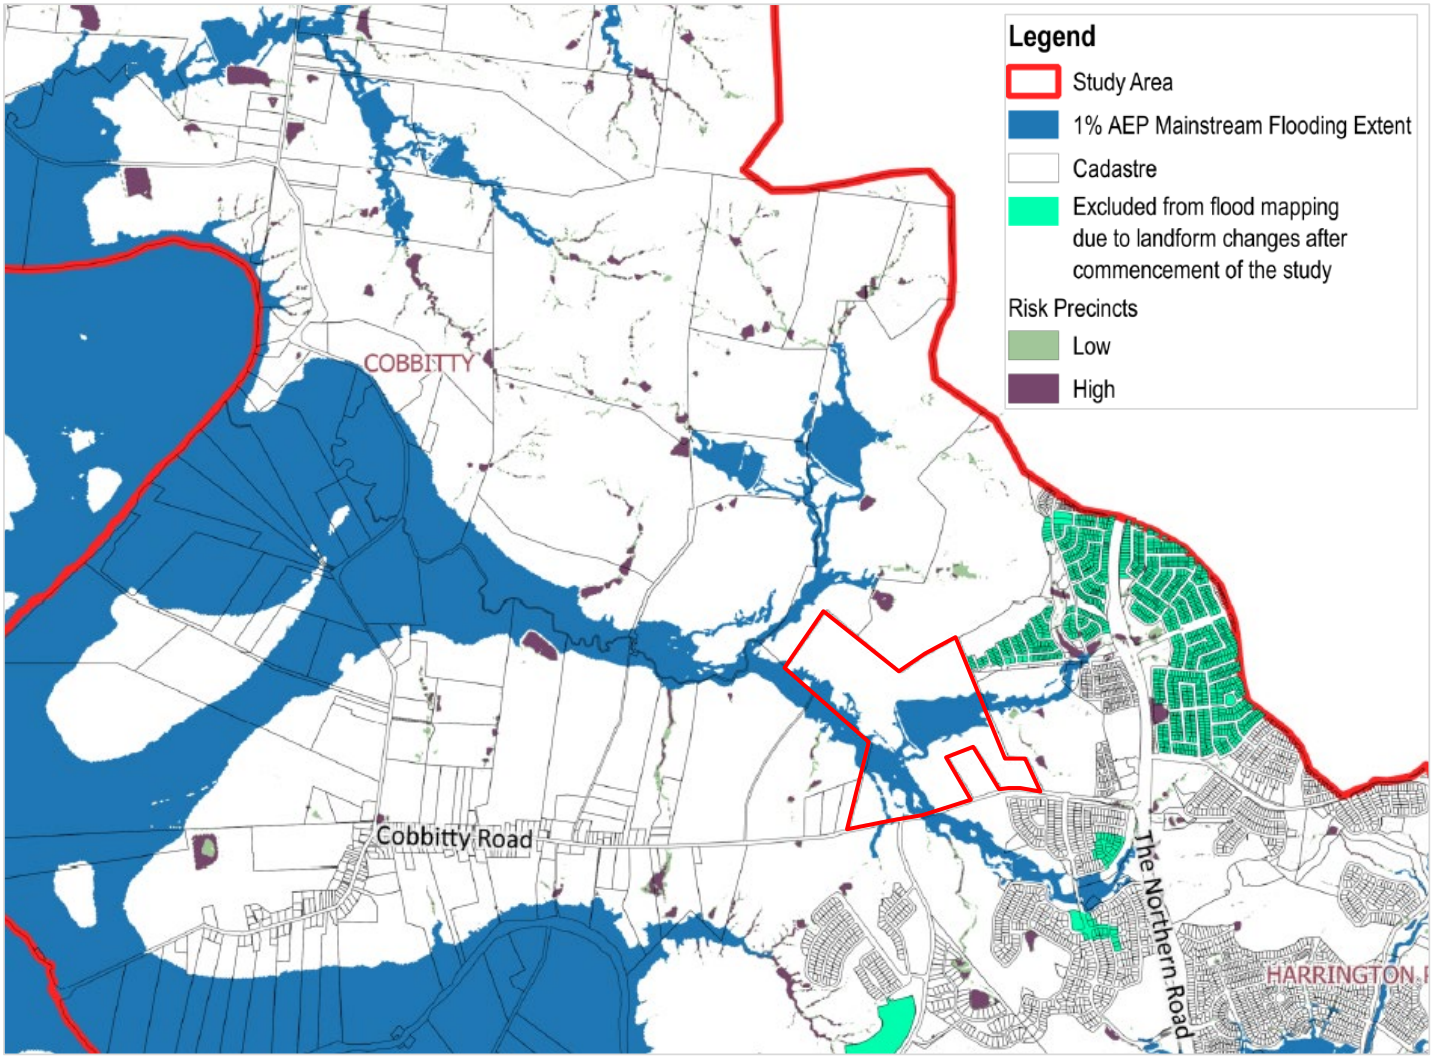 Legend
Study Area
1% AEP Mainstream Flooding Extent
Cadastre
Excluded from flood mapping
due to landform changes after
commencement of the study
Risk Precincts
Low
High
COBBITTY
Cobbitty Road
The Northern Road
HARRINGTON